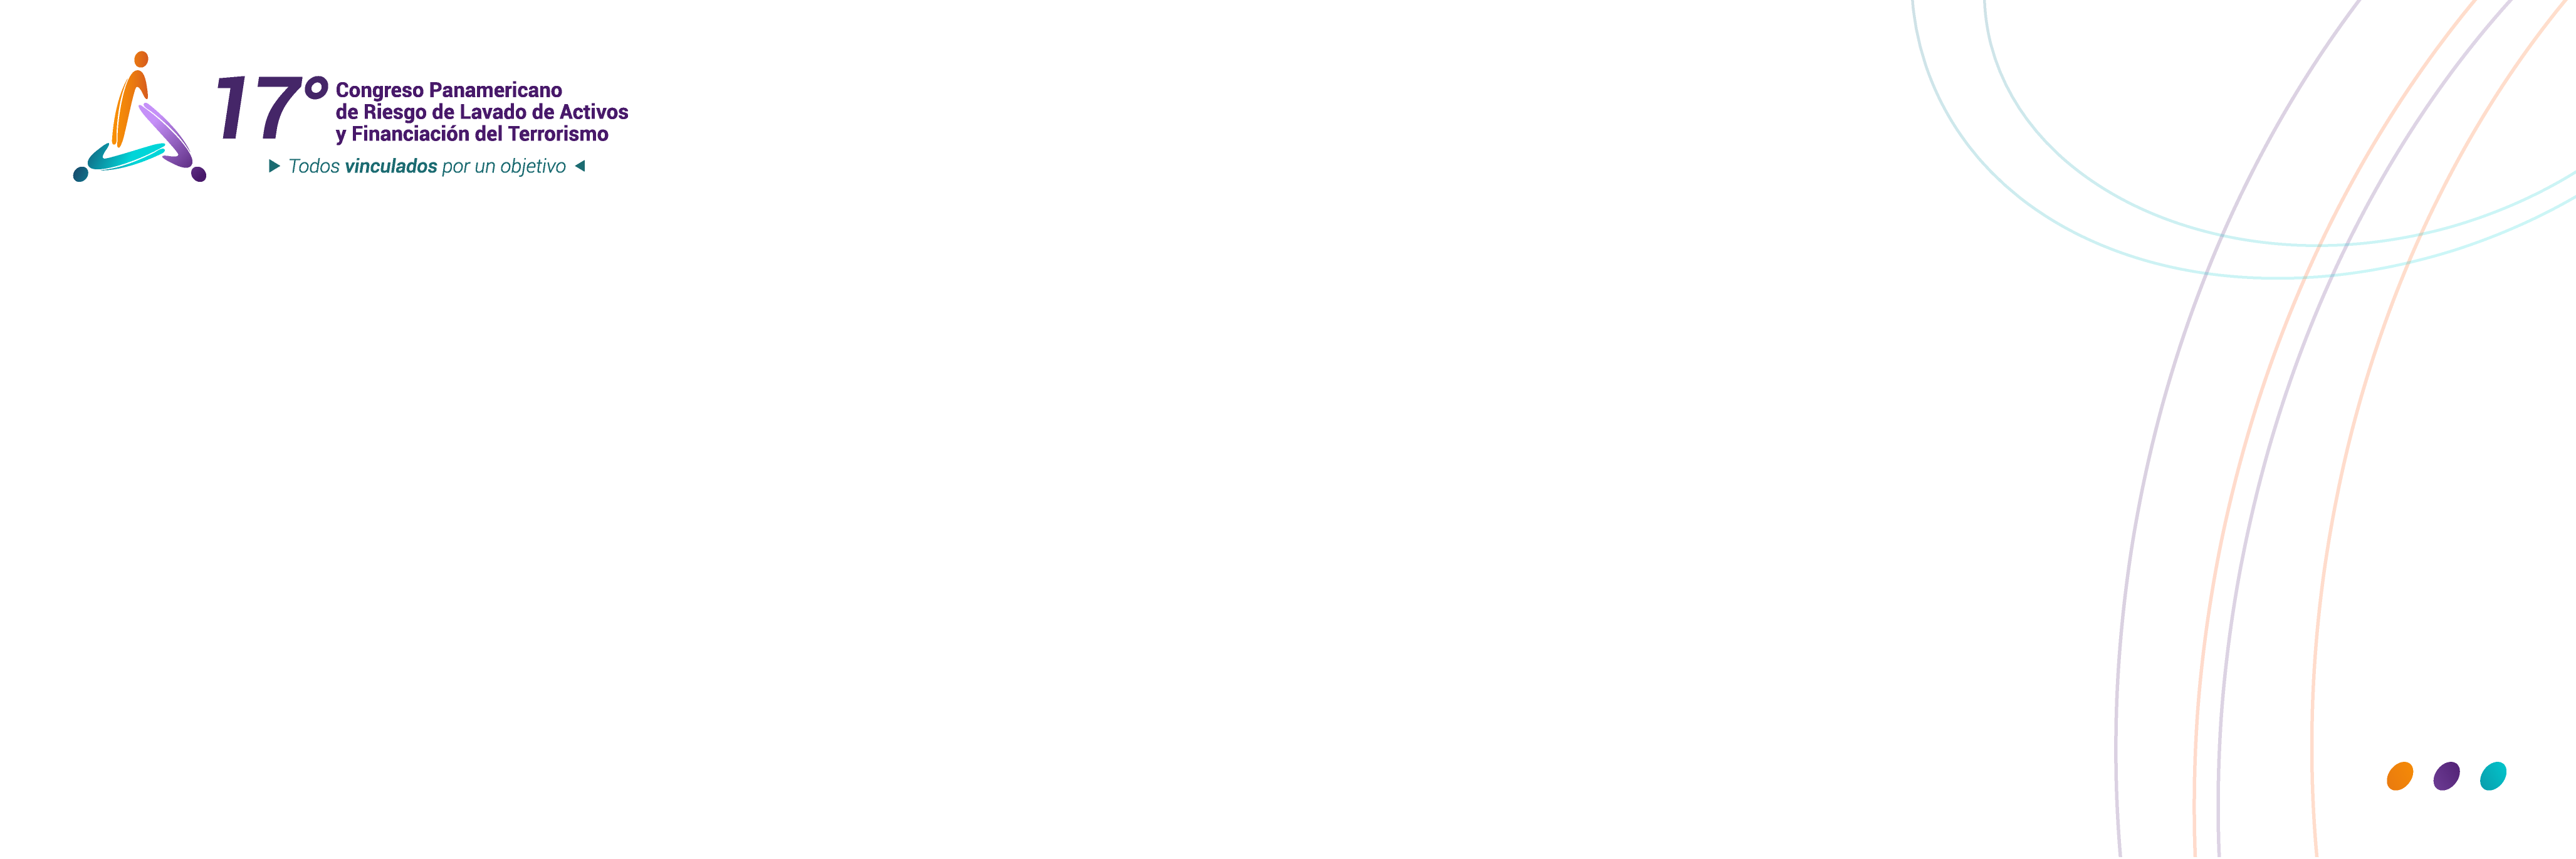 17°
Congreso Panamericano
de Riesgo de Lavado de Activos
y Financiación del Terrorismo
Todos vinculados por un objetivo